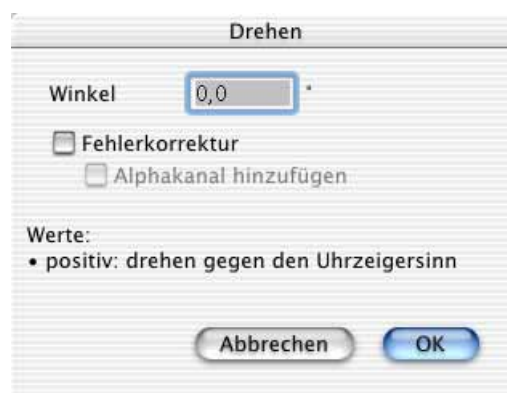 Drehen
Winkel 0,0 °
Fehlerkorrektur
Alphakanal hinzufügen
Werte:
• positiv: drehen gegen den Uhrzeigersinn
Abbrechen OK